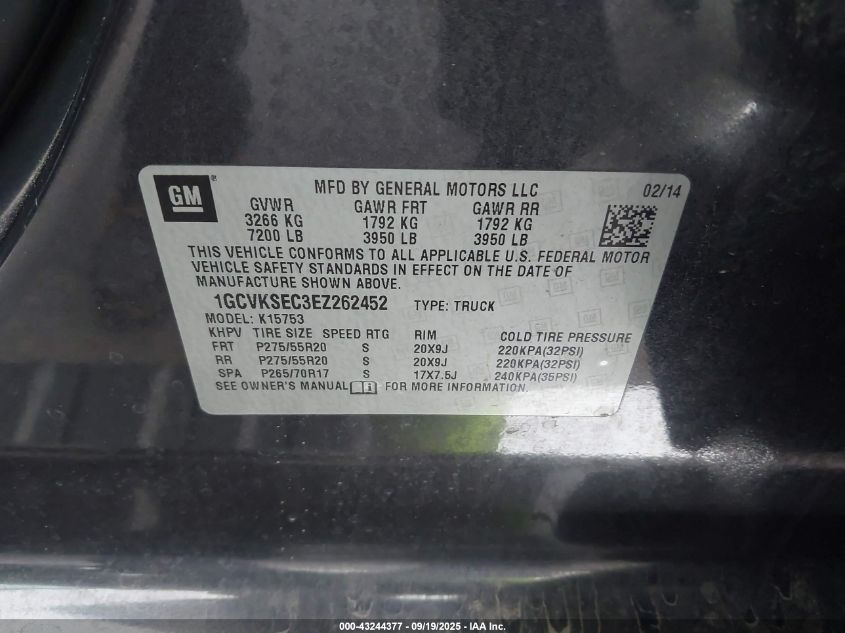 GM
MFD BY GENERAL MOTORS LLC 02/14
GVWR GAWR FRT GAWR RR
3266 KG 1792 KG 1792 KG
7200 LB 3950 LB 3950 LB
THIS VEHICLE CONFORMS TO ALL APPLICABLE U.S. FEDERAL MOTOR
VEHICLE SAFETY STANDARDS IN EFFECT ON THE DATE OF
MANUFACTURE SHOWN ABOVE.
1GCVKSEC3EZ262452 TYPE: TRUCK
MODEL: K15753
KHPV TIRE SIZE SPEED RTG RIM COLD TIRE PRESSURE
FRT P275/55R20 S 20X9J 220KPA(32PSI)
RR P275/55R20 S 20X9J 220KPA(32PSI)
SPA P265/70R17 S 17X7.5J 240KPA(35PSI)
SEE OWNER'S MANUAL FOR MORE INFORMATION.
000-43244377 - 09/19/2025 - IAA Inc.